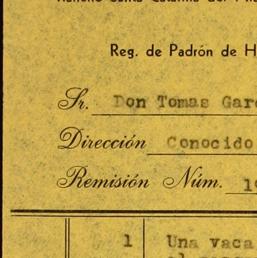 Reg. de Padrón de H
Sr. Don Tomas Gar
Dirección Conocido
Remisión Núm. 1
1 Una vaca